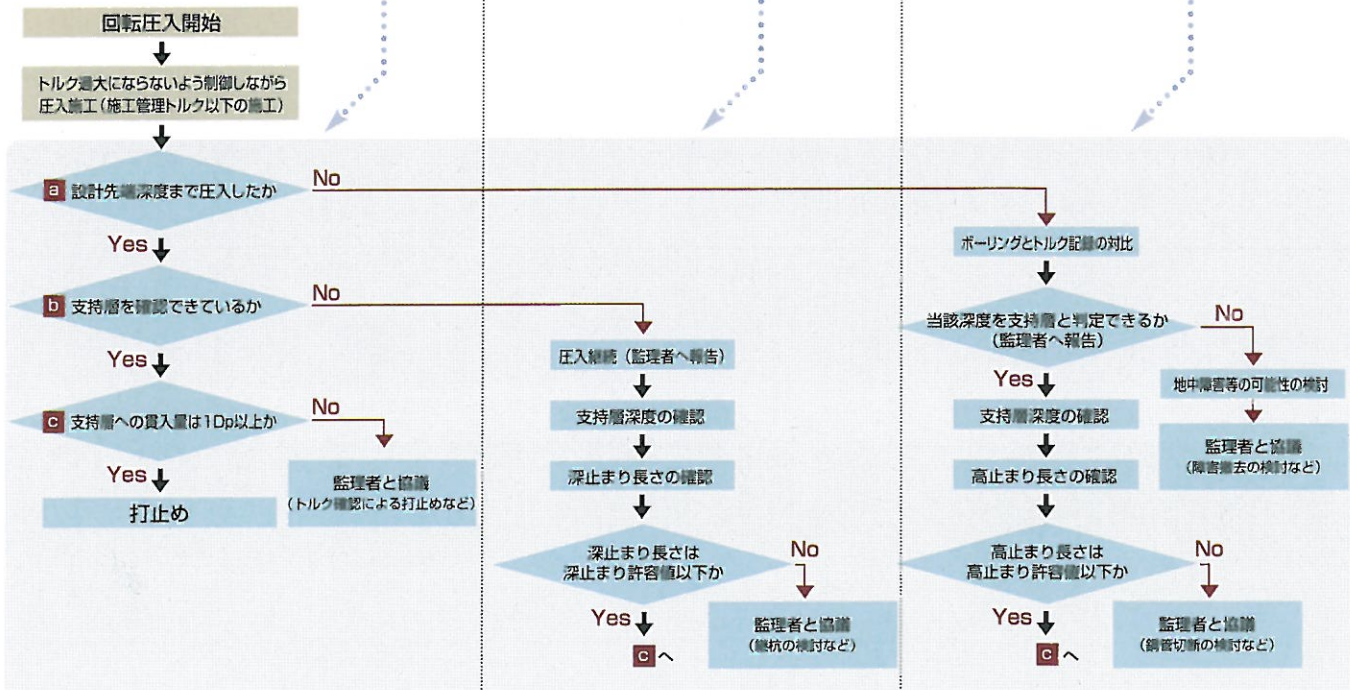 回転圧入開始
トルク過大にならないよう制御しながら
圧入施工(施工管理トルク以下の施工)
a 設計先端深度まで圧入したか
No
Yes
b 支持層を確認できているか
No
Yes
c 支持層への貫入量は1Dp以上か
No
Yes
打止め
監理者と協議
(トルク確認による打止めなど)
圧入継続(監理者へ報告)
支持層深度の確認
深止まり長さの確認
深止まり長さは
深止まり許容値以下か
No
Yes
c へ
監理者と協議
(継杭の検討など)
ボーリングとトルク記録の対比
当該深度を支持層と判定できるか
(監理者へ報告)
No
Yes
地中障害等の可能性の検討
監理者と協議
(障害撤去の検討など)
支持層深度の確認
高止まり長さの確認
高止まり長さは
高止まり許容値以下か
No
Yes
c へ
監理者と協議
(鋼管切断の検討など)